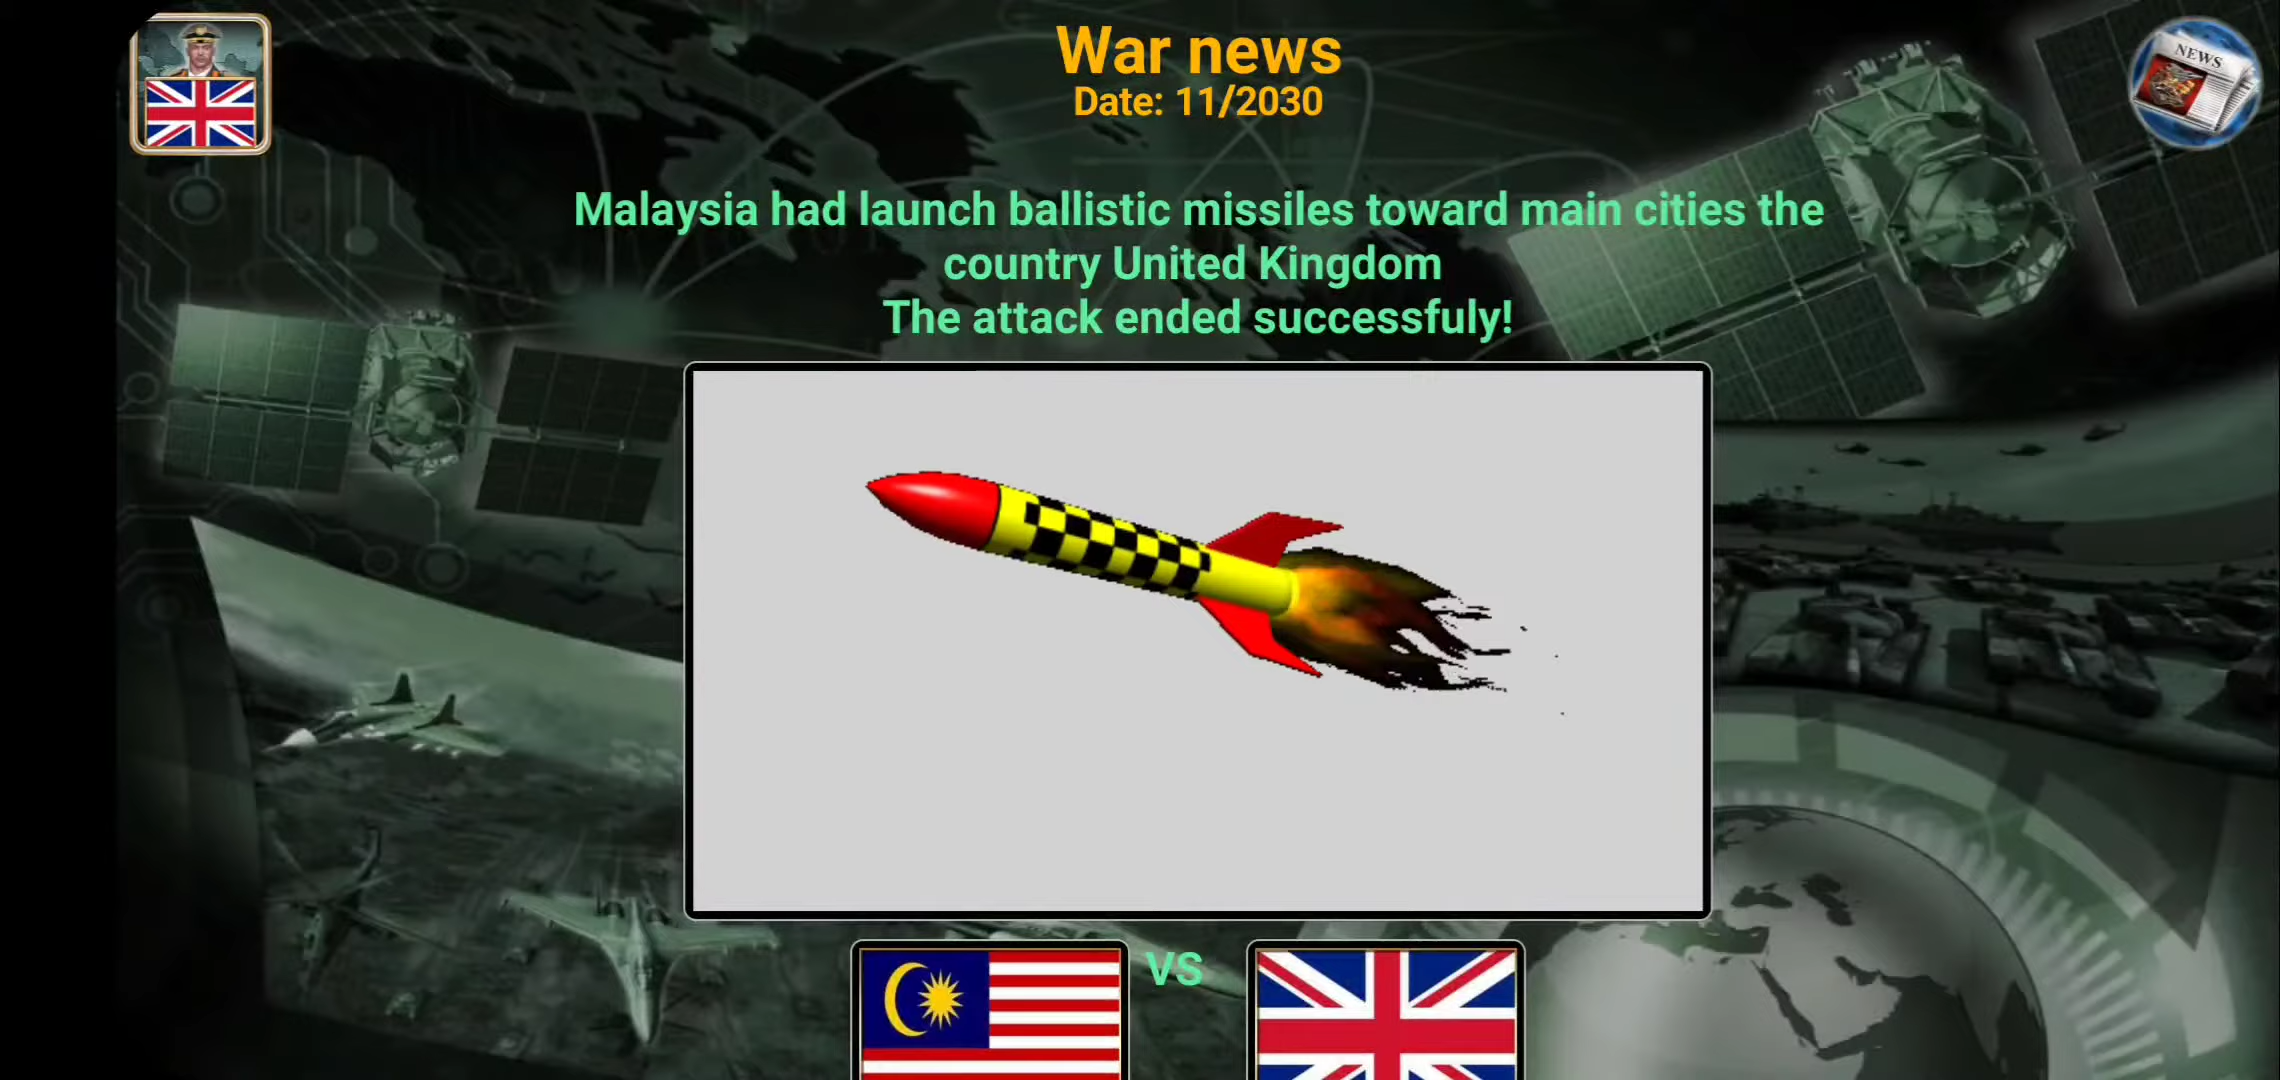 War news
Date: 11/2030
NEWS
Malaysia had launch ballistic missiles toward main cities the
country United Kingdom
The attack ended successfuly!
VS